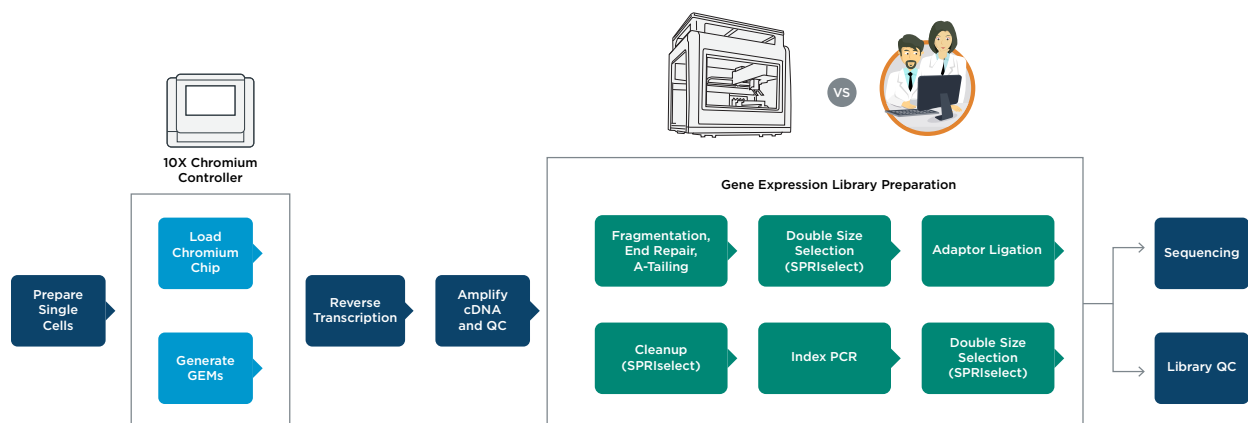 VS
10X Chromium
Controller
Gene Expression Library Preparation
Prepare
Single
Cells
Load
Chromium
Chip
Generate
GEMs
Reverse
Transcription
Amplify
cDNA
and QC
Fragmentation,
End Repair,
A-Tailing
Double Size
Selection
(SPRIselect)
Adaptor Ligation
Cleanup
(SPRIselect)
Index PCR
Double Size
Selection
(SPRIselect)
Sequencing
Library QC